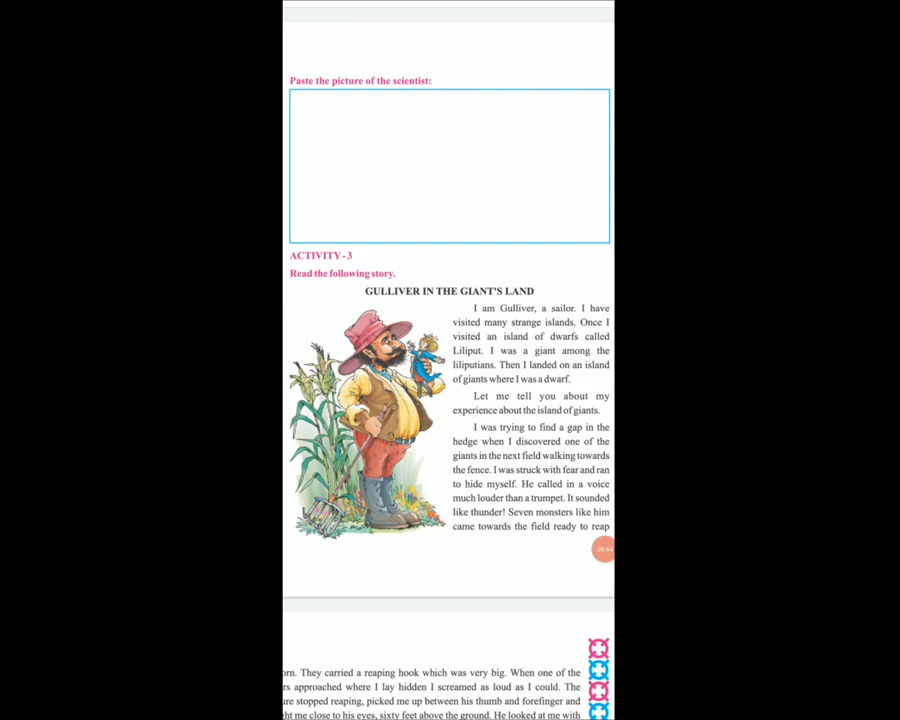 Paste the picture of the scientist:
ACTIVITY - 3
Read the following story.
GULLIVER IN THE GIANT'S LAND
I am Gulliver, a sailor. I have
visited many strange islands. Once I
visited an island of dwarfs called
Liliput. I was a giant among the
liliputians. Then I landed on an island
of giants where I was a dwarf.
Let me tell you about my
experience about the island of giants.
I was trying to find a gap in the
hedge when I discovered one of the
giants in the next field walking towards
the fence. I was struck with fear and ran
to hide myself. He called in a voice
much louder than a trumpet. It sounded
like thunder! Seven monsters like him
came towards the field ready to reap
06:44
orn. They carried a reaping hook which was very big. When one of the
rs approached where I lay hidden I screamed as loud as I could. The
ure stopped reaping, picked me up between his thumb and forefinger and
ght me close to his eyes, sixty feet above the ground. He looked at me with